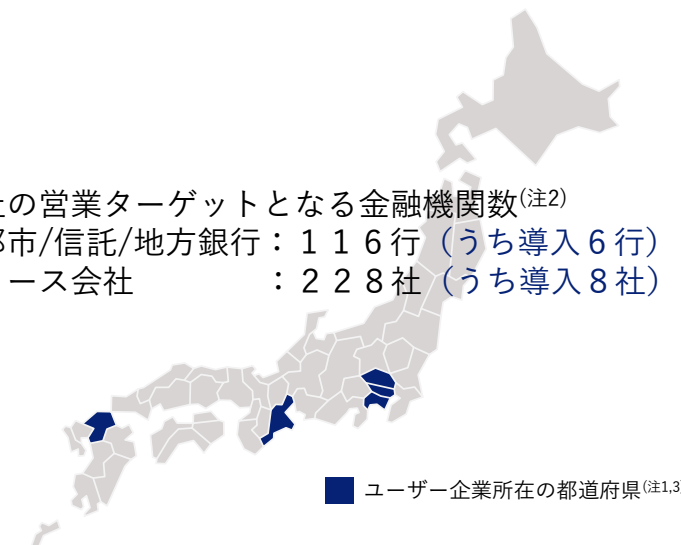 の営業ターゲットとなる金融機関数(注2)
市/信託/地方銀行：１１６行（うち導入６行）
ース会社　　　　：２２８社（うち導入８社）
ユーザー企業所在の都道府県(注1,3)